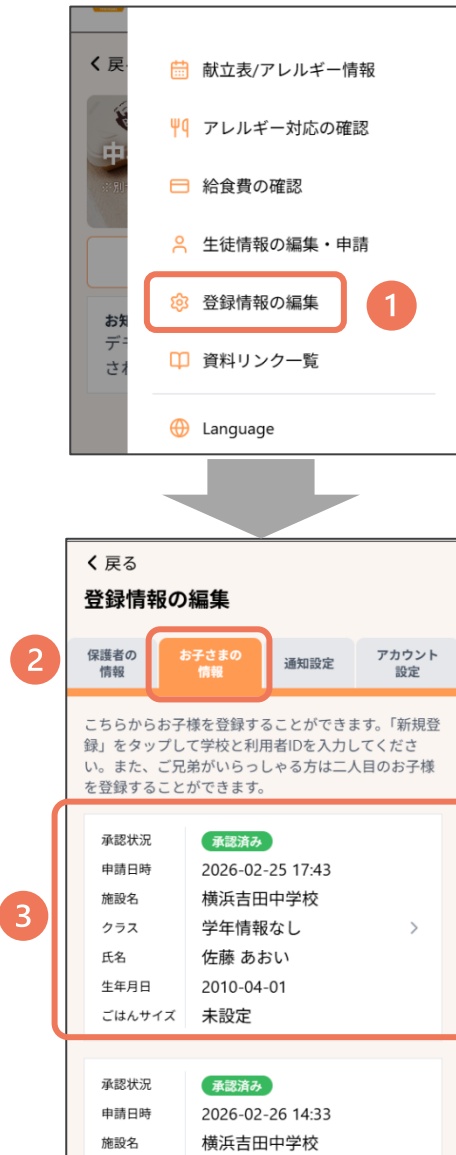 戻
献立表/アレルギー情報
アレルギー対応の確認
中
※別
給食費の確認
生徒情報の編集・申請
登録情報の編集
1
お知
デ
さ
資料リンク一覧
Language
戻る
登録情報の編集
2
保護者の
情報
お子さまの
情報
通知設定
アカウント
設定
こちらからお子様を登録することができます。「新規登
録」をタップして学校と利用者IDを入力してくださ
い。また、ご兄弟がいらっしゃる方は二人目のお子様
を登録することができます。
3
承認状況 承認済み
申請日時 2026-02-25 17:43
施設名 横浜吉田中学校
クラス 学年情報なし
氏名 佐藤 あおい
生年月日 2010-04-01
ごはんサイズ 未設定
承認状況 承認済み
申請日時 2026-02-26 14:33
施設名 横浜吉田中学校